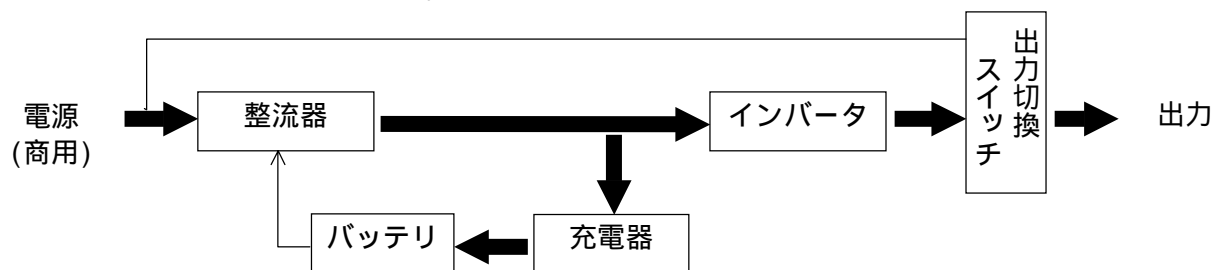 電源
(商用)
整流器
インバータ
出力切換
スイッチ
出力
バッテリ
充電器